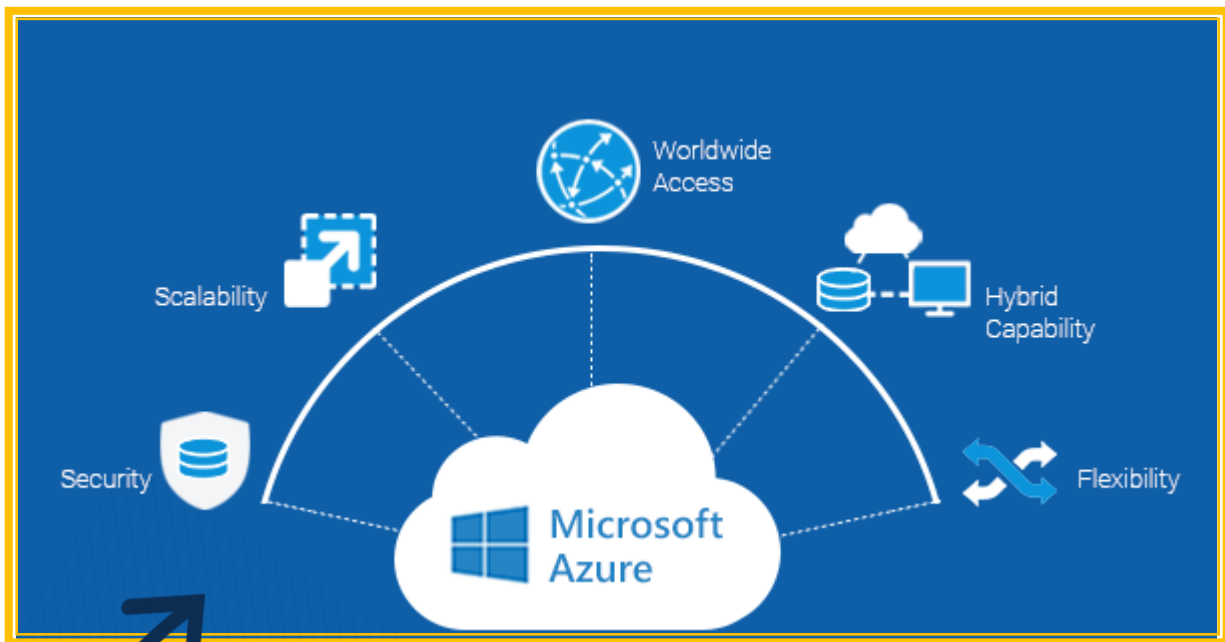 Worldwide
Access
Scalability
Hybrid
Capability
Security
Flexibility
Microsoft
Azure